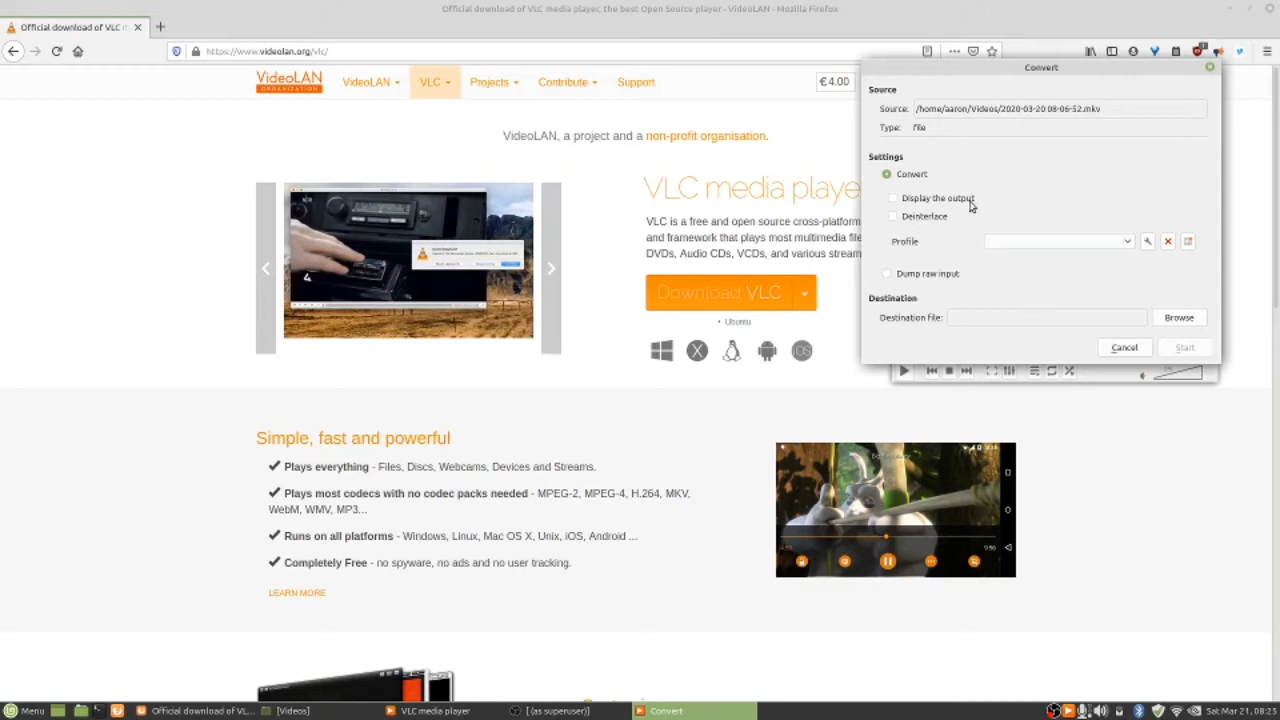 Official download of VLC media player, the best Open Source player - VideoLAN - Mozilla Firefox
Official download of VLC m
https://www.videolan.org/vlc/
VideoLAN
ORGANIZATION
VideoLAN
VLC
Projects
Contribute
Support
€ 4.00
VideoLAN, a project and a non-profit organisation.
VLC media playe
VLC is a free and open source cross-platform
and framework that plays most multimedia file
DVDs, Audio CDs, VCDs, and various stream
Download VLC
• Ubuntu
iOS
Simple, fast and powerful
Plays everything - Files, Discs, Webcams, Devices and Streams.
Plays most codecs with no codec packs needed - MPEG-2, MPEG-4, H.264, MKV,
WebM, WMV, MP3...
Runs on all platforms - Windows, Linux, Mac OS X, Unix, iOS, Android ...
Completely Free - no spyware, no ads and no user tracking.
LEARN MORE
9:56
Convert
Source
Source: /home/aaron/Videos/2020-03-20 08-06-52.mkv
Type: file
Settings
Convert
Display the output
Deinterlace
Profile
Dump raw input
Destination
Destination file:
Browse
Cancel
Start
Menu
Official download of VL...
[Videos]
VLC media player
[ (as superuser)]
Convert
Sat Mar 21, 08:25